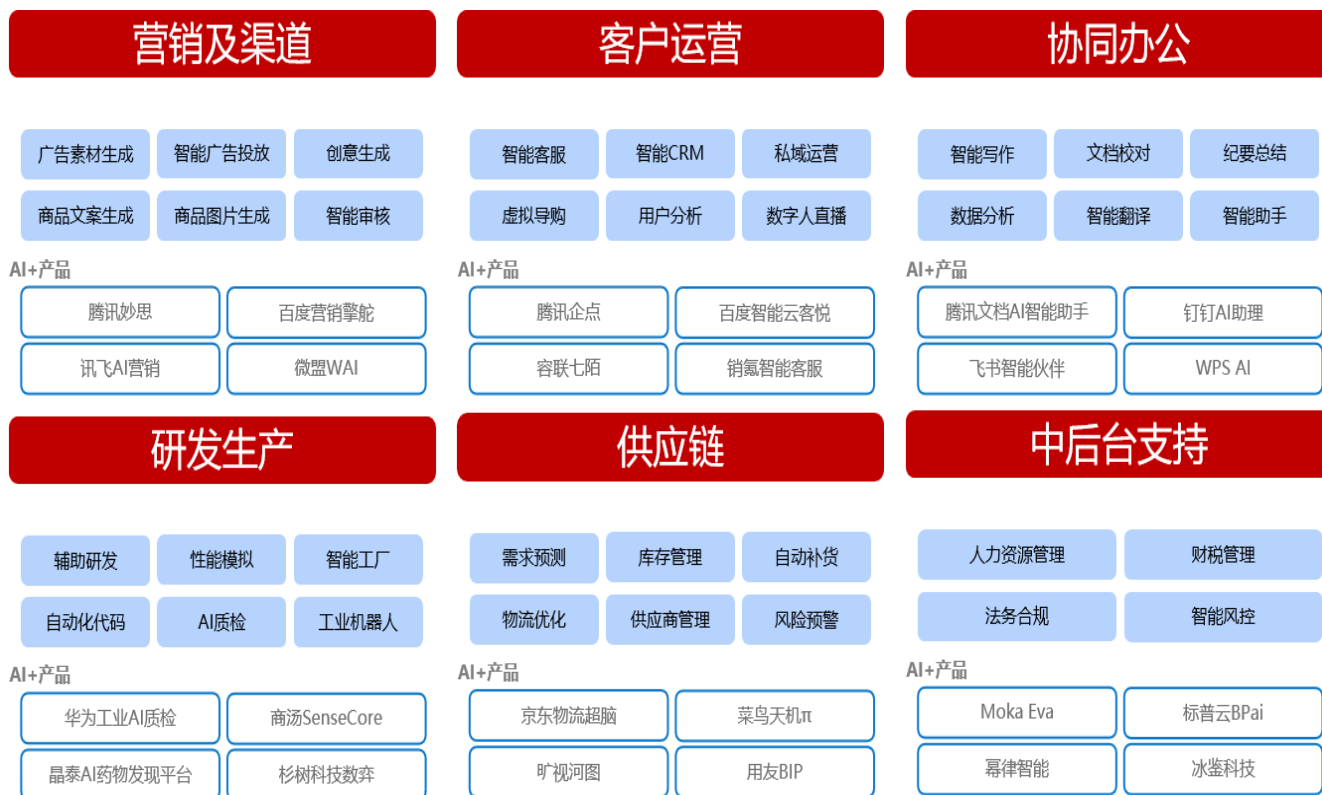 营销及渠道
广告素材生成 智能广告投放 创意生成
商品文案生成 商品图片生成 智能审核
AI+产品
腾讯妙思 百度营销擎舵
讯飞AI营销 微盟WAI
客户运营
智能客服 智能CRM 私域运营
虚拟导购 用户分析 数字人直播
AI+产品
腾讯企点 百度智能云客悦
容联七陌 销氪智能客服
协同办公
智能写作 文档校对 纪要总结
数据分析 智能翻译 智能助手
AI+产品
腾讯文档AI智能助手 钉钉AI助理
飞书智能伙伴 WPS AI
研发生产
辅助研发 性能模拟 智能工厂
自动化代码 AI质检 工业机器人
AI+产品
华为工业AI质检 商汤SenseCore
晶泰AI药物发现平台 杉树科技数弈
供应链
需求预测 库存管理 自动补货
物流优化 供应商管理 风险预警
AI+产品
京东物流超脑 菜鸟天机π
旷视河图 用友BIP
中后台支持
人力资源管理 财税管理
法务合规 智能风控
AI+产品
Moka Eva 标普云BPai
幂律智能 冰鉴科技